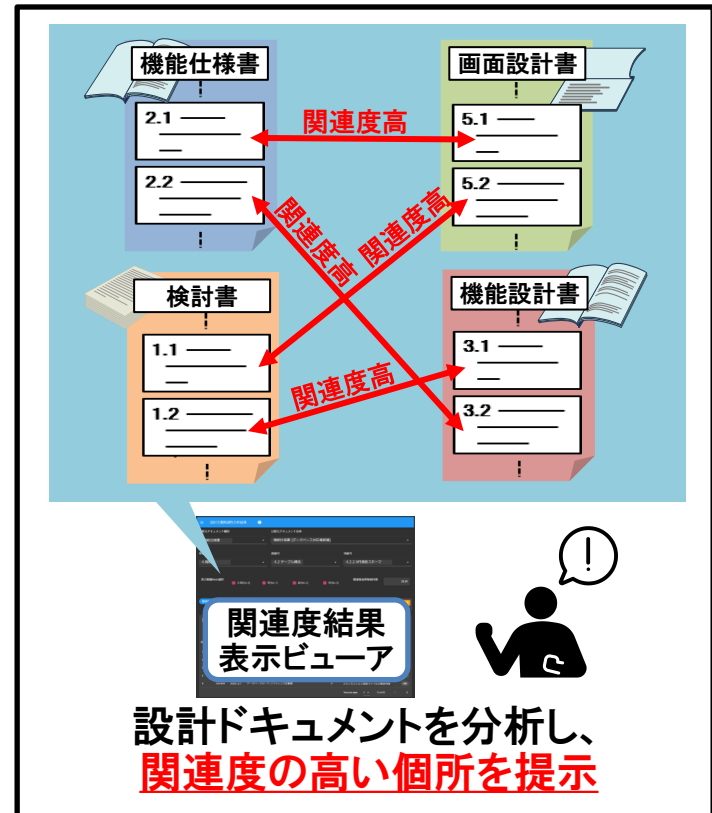 機能仕様書
画面設計書
2.1
関連度高
5.1
2.2
5.2
関連度高
関連度高
検討書
機能設計書
1.1
3.1
関連度高
1.2
3.2
関連度結果
表示ビューア
設計ドキュメントを分析し、
関連度の高い個所を提示